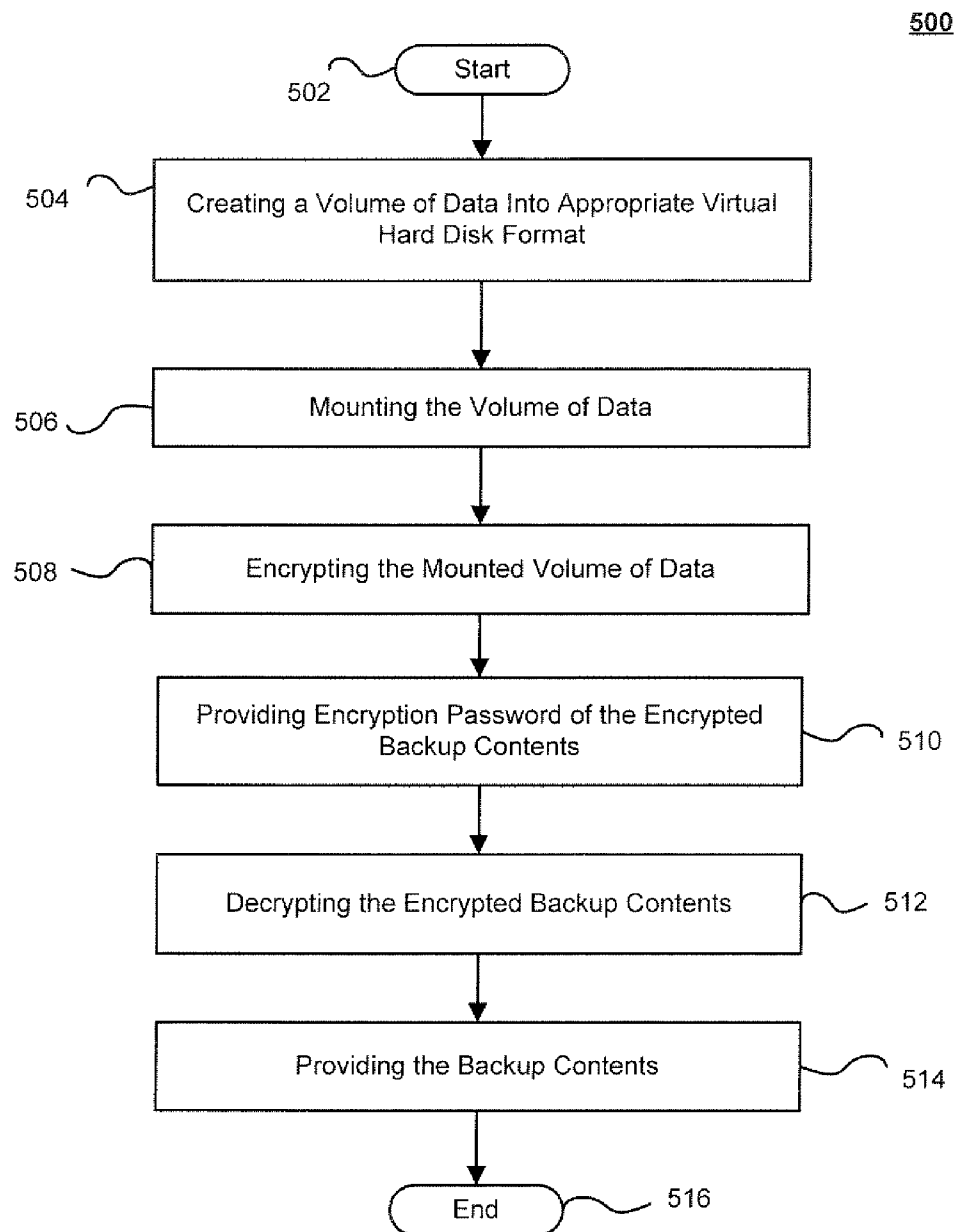 500
Start
502
504
Creating a Volume of Data Into Appropriate Virtual
Hard Disk Format
506
Mounting the Volume of Data
508
Encrypting the Mounted Volume of Data
Providing Encryption Password of the Encrypted
Backup Contents
510
Decrypting the Encrypted Backup Contents
512
Providing the Backup Contents
514
End
516